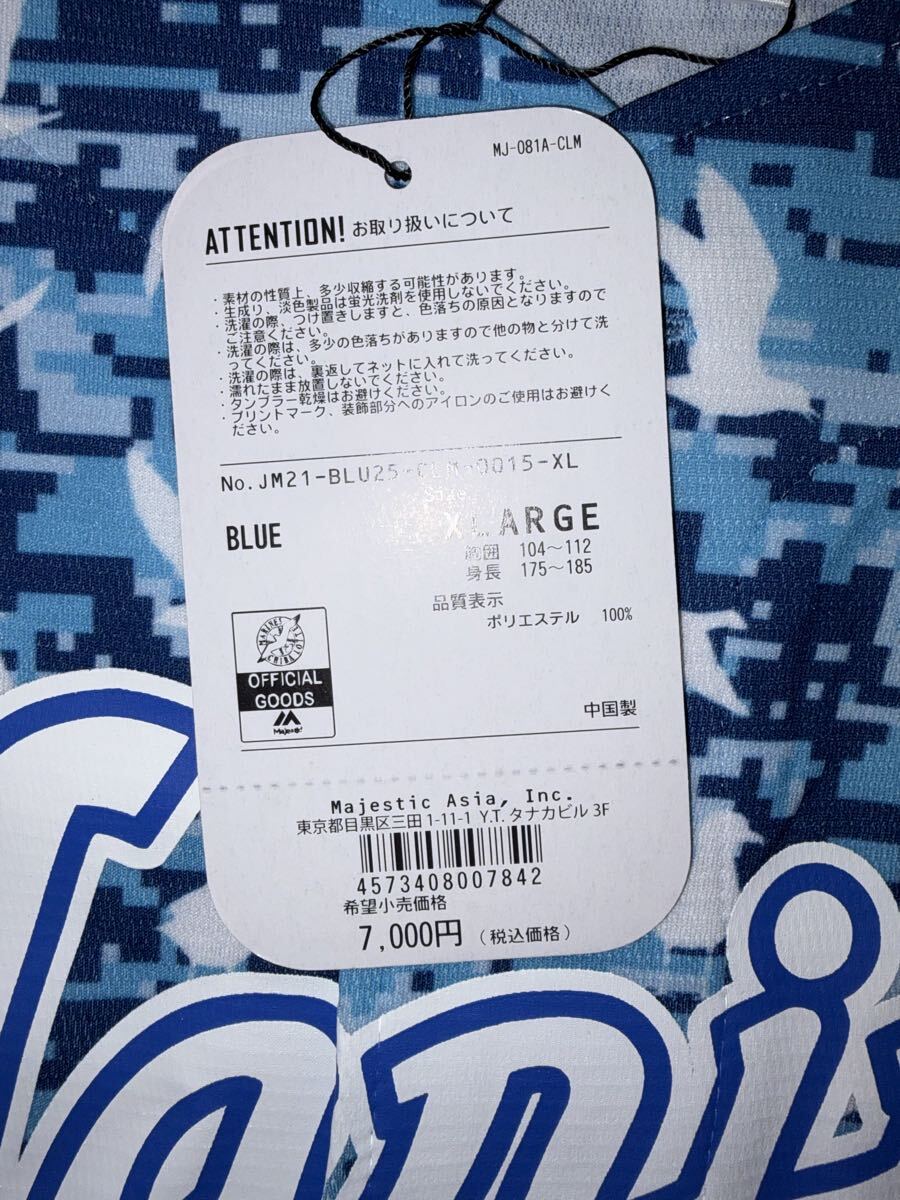 MJ-081A-CLM
ATTENTION! お取り扱いについて
・素材の性質上、多少収縮する可能性があります。
・生成り、淡色製品は蛍光洗剤を使用しないでください。
・洗濯の際、つけ置きしますと、色落ちの原因となりますので
ご注意ください。
・洗濯の際は、多少の色落ちがありますので他の物と分けて洗
ってください。
・洗濯の際は、裏返してネットに入れて洗ってください。
・濡れたまま放置しないでください。
・タンブラー乾燥はお避けください。
・プリントマーク、装飾部分へのアイロンのご使用はお避けく
ださい。
No.JM21-BLU25-CLM-0015-XL
Size
BLUE
XLARGE
胸囲 104～112
身長 175～185
品質表示
ポリエステル 100%
MARINES
CHIBA LOTTE
OFFICIAL
GOODS
Majestic
中国製
Majestic Asia, Inc.
東京都目黒区三田1-11-1 Y.T.タナカビル 3F
4573408007842
希望小売価格
7,000円 (税込価格)